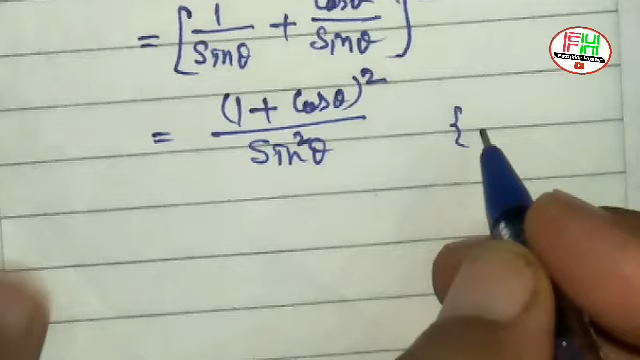 = [1/Sinθ + Cosθ/Sinθ]
= (1 + Cosθ)²/Sin²θ {